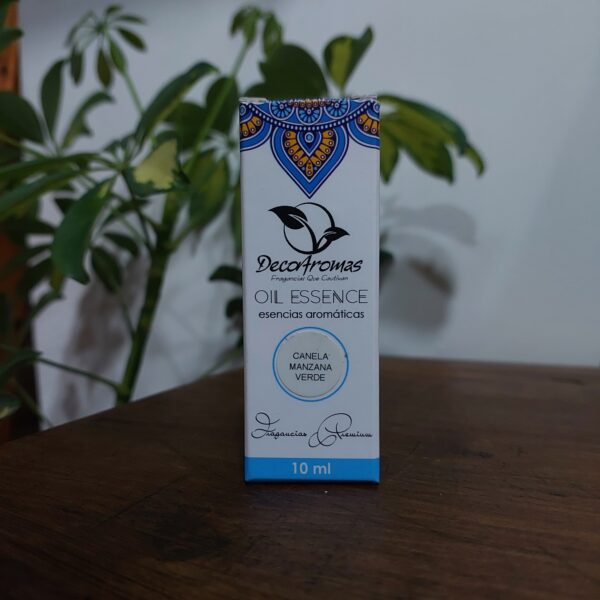 DecoAromas
Fragancias Que Cautivan
OIL ESSENCE
esencias aromáticas
CANELA
MANZANA
VERDE
Fragancias Premium
10 ml